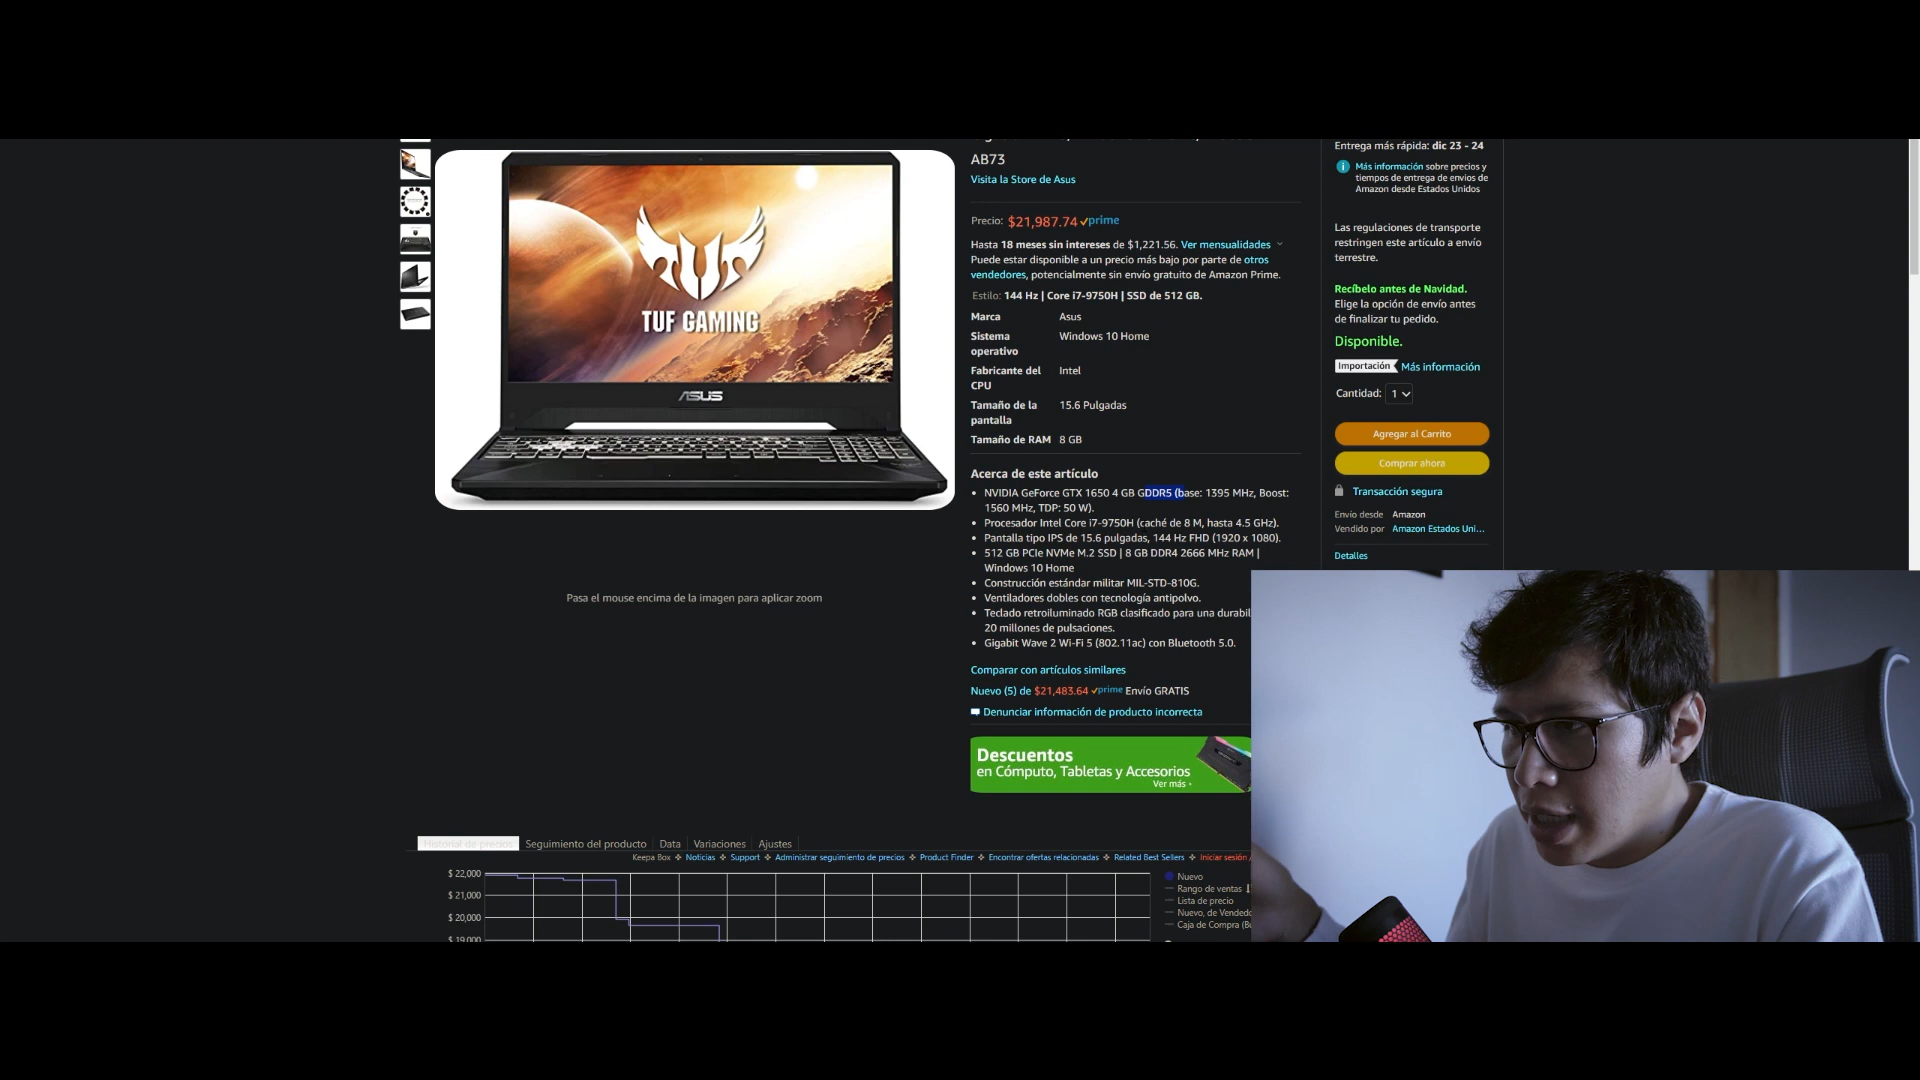 AB73
Visita la Store de Asus
Precio: $21,987.74 prime
Hasta 18 meses sin intereses de $1,221.56. Ver mensualidades
Puede estar disponible a un precio más bajo por parte de otros
vendedores, potencialmente sin envío gratuito de Amazon Prime.
Estilo: 144 Hz | Core i7-9750H | SSD de 512 GB.
Marca Asus
Sistema Windows 10 Home
operativo
Fabricante del Intel
CPU
Tamaño de la 15.6 Pulgadas
pantalla
Tamaño de RAM 8 GB
Acerca de este artículo
NVIDIA GeForce GTX 1650 4 GB GDDR5 (base: 1395 MHz, Boost:
1560 MHz, TDP: 50 W).
Procesador Intel Core i7-9750H (caché de 8 M, hasta 4.5 GHz).
Pantalla tipo IPS de 15.6 pulgadas, 144 Hz FHD (1920 x 1080).
512 GB PCIe NVMe M.2 SSD | 8 GB DDR4 2666 MHz RAM |
Windows 10 Home
Construcción estándar militar MIL-STD-810G.
Ventiladores dobles con tecnología antipolvo.
Teclado retroiluminado RGB clasificado para una durabil
20 millones de pulsaciones.
Gigabit Wave 2 Wi-Fi 5 (802.11ac) con Bluetooth 5.0.
Comparar con artículos similares
Nuevo (5) de $21,483.64 prime Envío GRATIS
Denunciar información de producto incorrecta
Descuentos
en Cómputo, Tabletas y Accesorios
Ver más
Entrega más rápida: dic 23 - 24
Más información sobre precios y
tiempos de entrega de envios de
Amazon desde Estados Unidos
Las regulaciones de transporte
restringen este artículo a envío
terrestre.
Recíbelo antes de Navidad.
Elige la opción de envío antes
de finalizar tu pedido.
Disponible.
Importación Más información
Cantidad: 1
Agregar al Carrito
Comprar ahora
Transacción segura
Envío desde Amazon
Vendido por Amazon Estados Uni...
Detalles
TUF GAMING
ASUS
Pasa el mouse encima de la imagen para aplicar zoom
Historial de precios Seguimiento del producto Data Variaciones Ajustes
Keepa Box Noticias Support Administrar seguimiento de precios Product Finder Encontrar ofertas relacionadas Related Best Sellers Iniciar sesión /
$ 22,000
$ 21,000
$ 20,000
$ 19,000
Nuevo
Rango de ventas
Lista de precio
Nuevo, de Vendedo
Caja de Compra (Bu